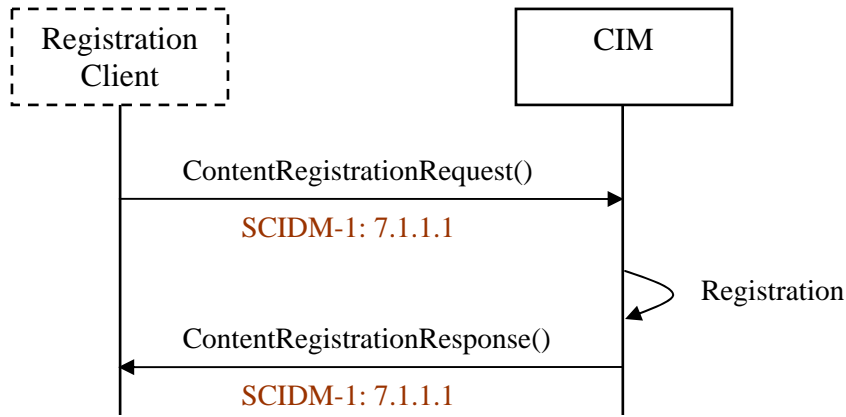 Registration
Client
CIM
ContentRegistrationRequest()
SCIDM-1: 7.1.1.1
Registration
ContentRegistrationResponse()
SCIDM-1: 7.1.1.1